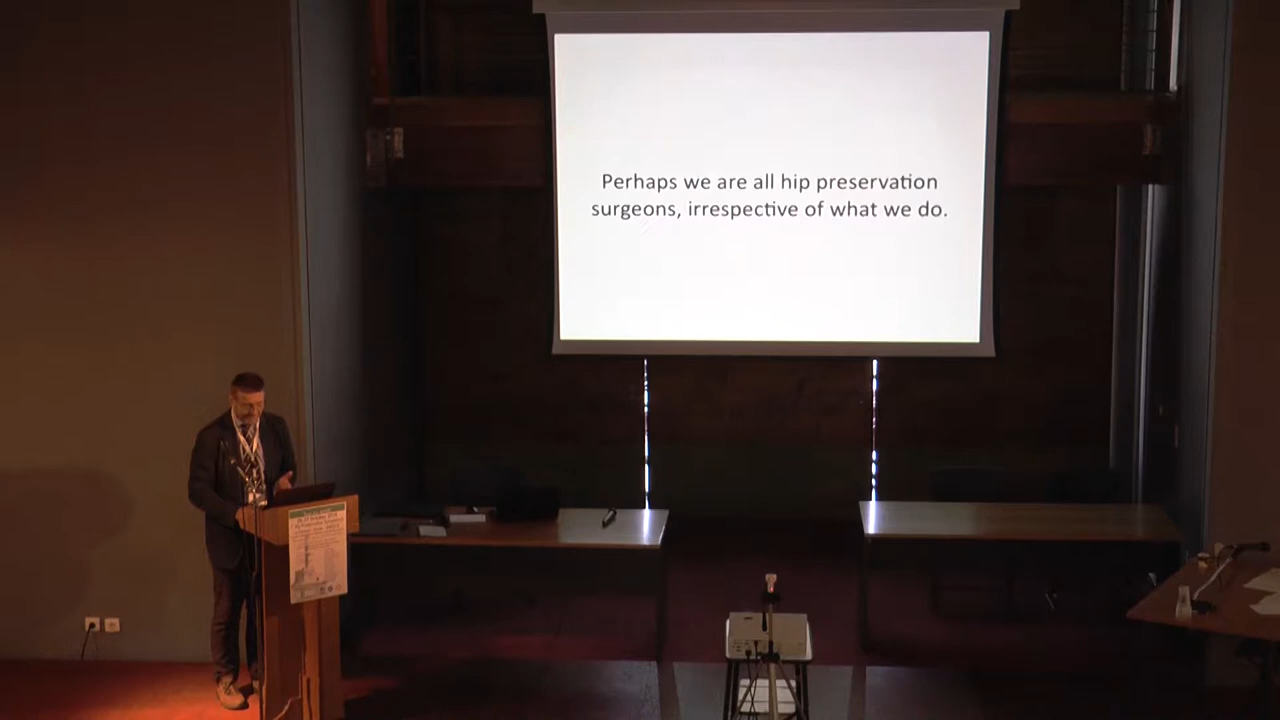 Perhaps we are all hip preservation
surgeons, irrespective of what we do.